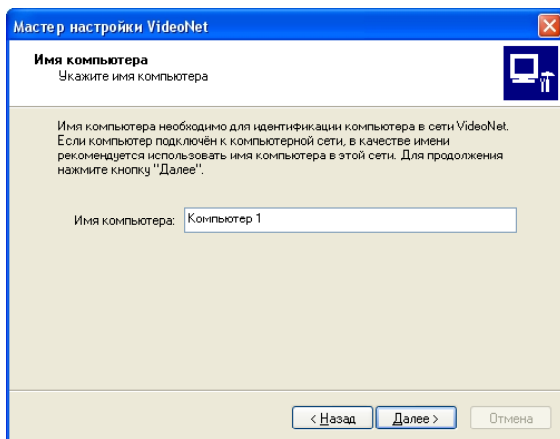 Мастер настройки VideoNet
Имя компьютера
Укажите имя компьютера
Имя компьютера необходимо для идентификации компьютера в сети VideoNet.
Если компьютер подключён к компьютерной сети, в качестве имени
рекомендуется использовать имя компьютера в этой сети. Для продолжения
нажмите кнопку "Далее".
Имя компьютера: Компьютер 1
< Назад Далее > Отмена